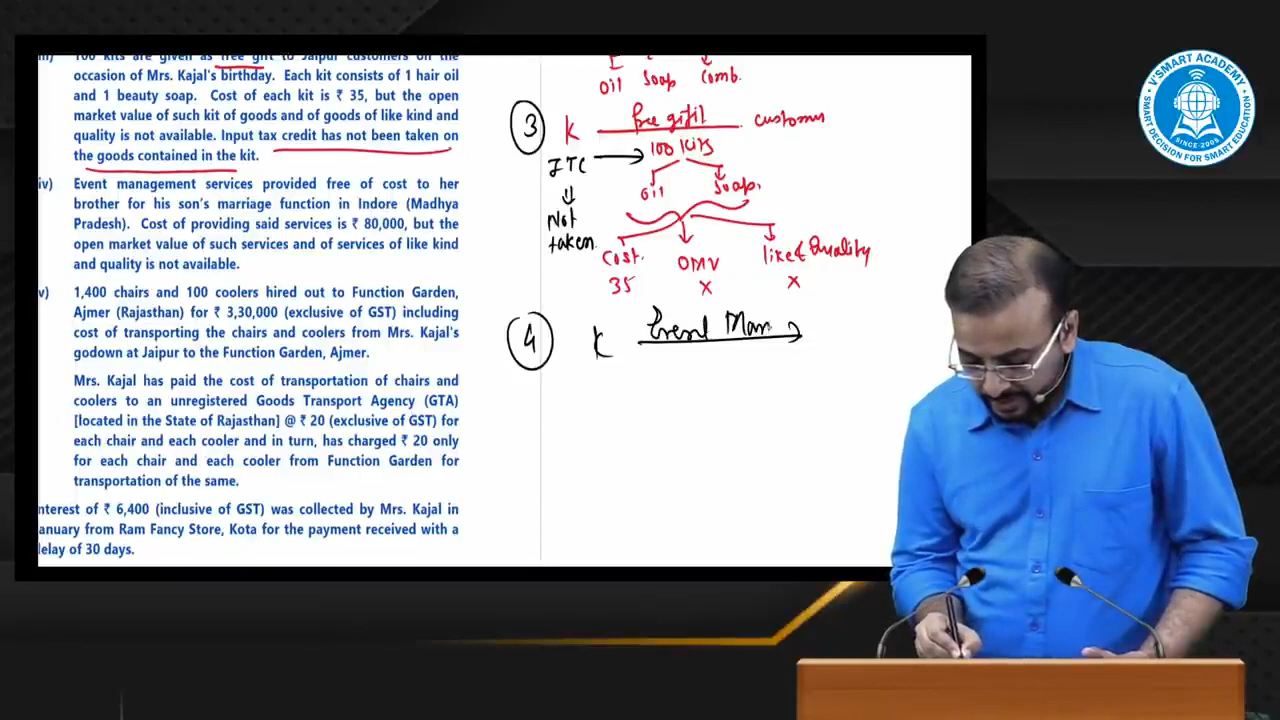 iii) 100 kits are given as free gift to Jaipur customers on the
occasion of Mrs. Kajal's birthday. Each kit consists of 1 hair oil
and 1 beauty soap. Cost of each kit is ₹ 35, but the open
market value of such kit of goods and of goods of like kind and
quality is not available. Input tax credit has not been taken on
the goods contained in the kit.
iv) Event management services provided free of cost to her
brother for his son's marriage function in Indore (Madhya
Pradesh). Cost of providing said services is ₹ 80,000, but the
open market value of such services and of services of like kind
and quality is not available.
v) 1,400 chairs and 100 coolers hired out to Function Garden,
Ajmer (Rajasthan) for ₹ 3,30,000 (exclusive of GST) including
cost of transporting the chairs and coolers from Mrs. Kajal's
godown at Jaipur to the Function Garden, Ajmer.
Mrs. Kajal has paid the cost of transportation of chairs and
coolers to an unregistered Goods Transport Agency (GTA)
[located in the State of Rajasthan] @ ₹ 20 (exclusive of GST) for
each chair and each cooler and in turn, has charged ₹ 20 only
for each chair and each cooler from Function Garden for
transportation of the same.
nterest of ₹ 6,400 (inclusive of GST) was collected by Mrs. Kajal in
anuary from Ram Fancy Store, Kota for the payment received with a
delay of 30 days.
Oil Soap Comb.
3 K free gift customer
ITC 100 Kits
Oil Soap.
Not
taken.
Cost. OMV like & Quality
35 X X
4 K Event Man
V'SMART ACADEMY
SINCE-2005
SMART DECISION FOR SMART EDUCATION